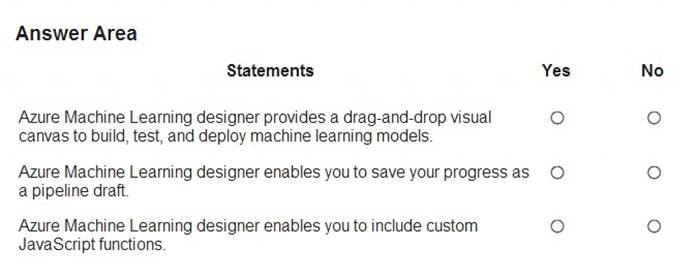 Answer Area
Statements Yes No
Azure Machine Learning designer provides a drag-and-drop visual
canvas to build, test, and deploy machine learning models.
Azure Machine Learning designer enables you to save your progress as
a pipeline draft.
Azure Machine Learning designer enables you to include custom
JavaScript functions.